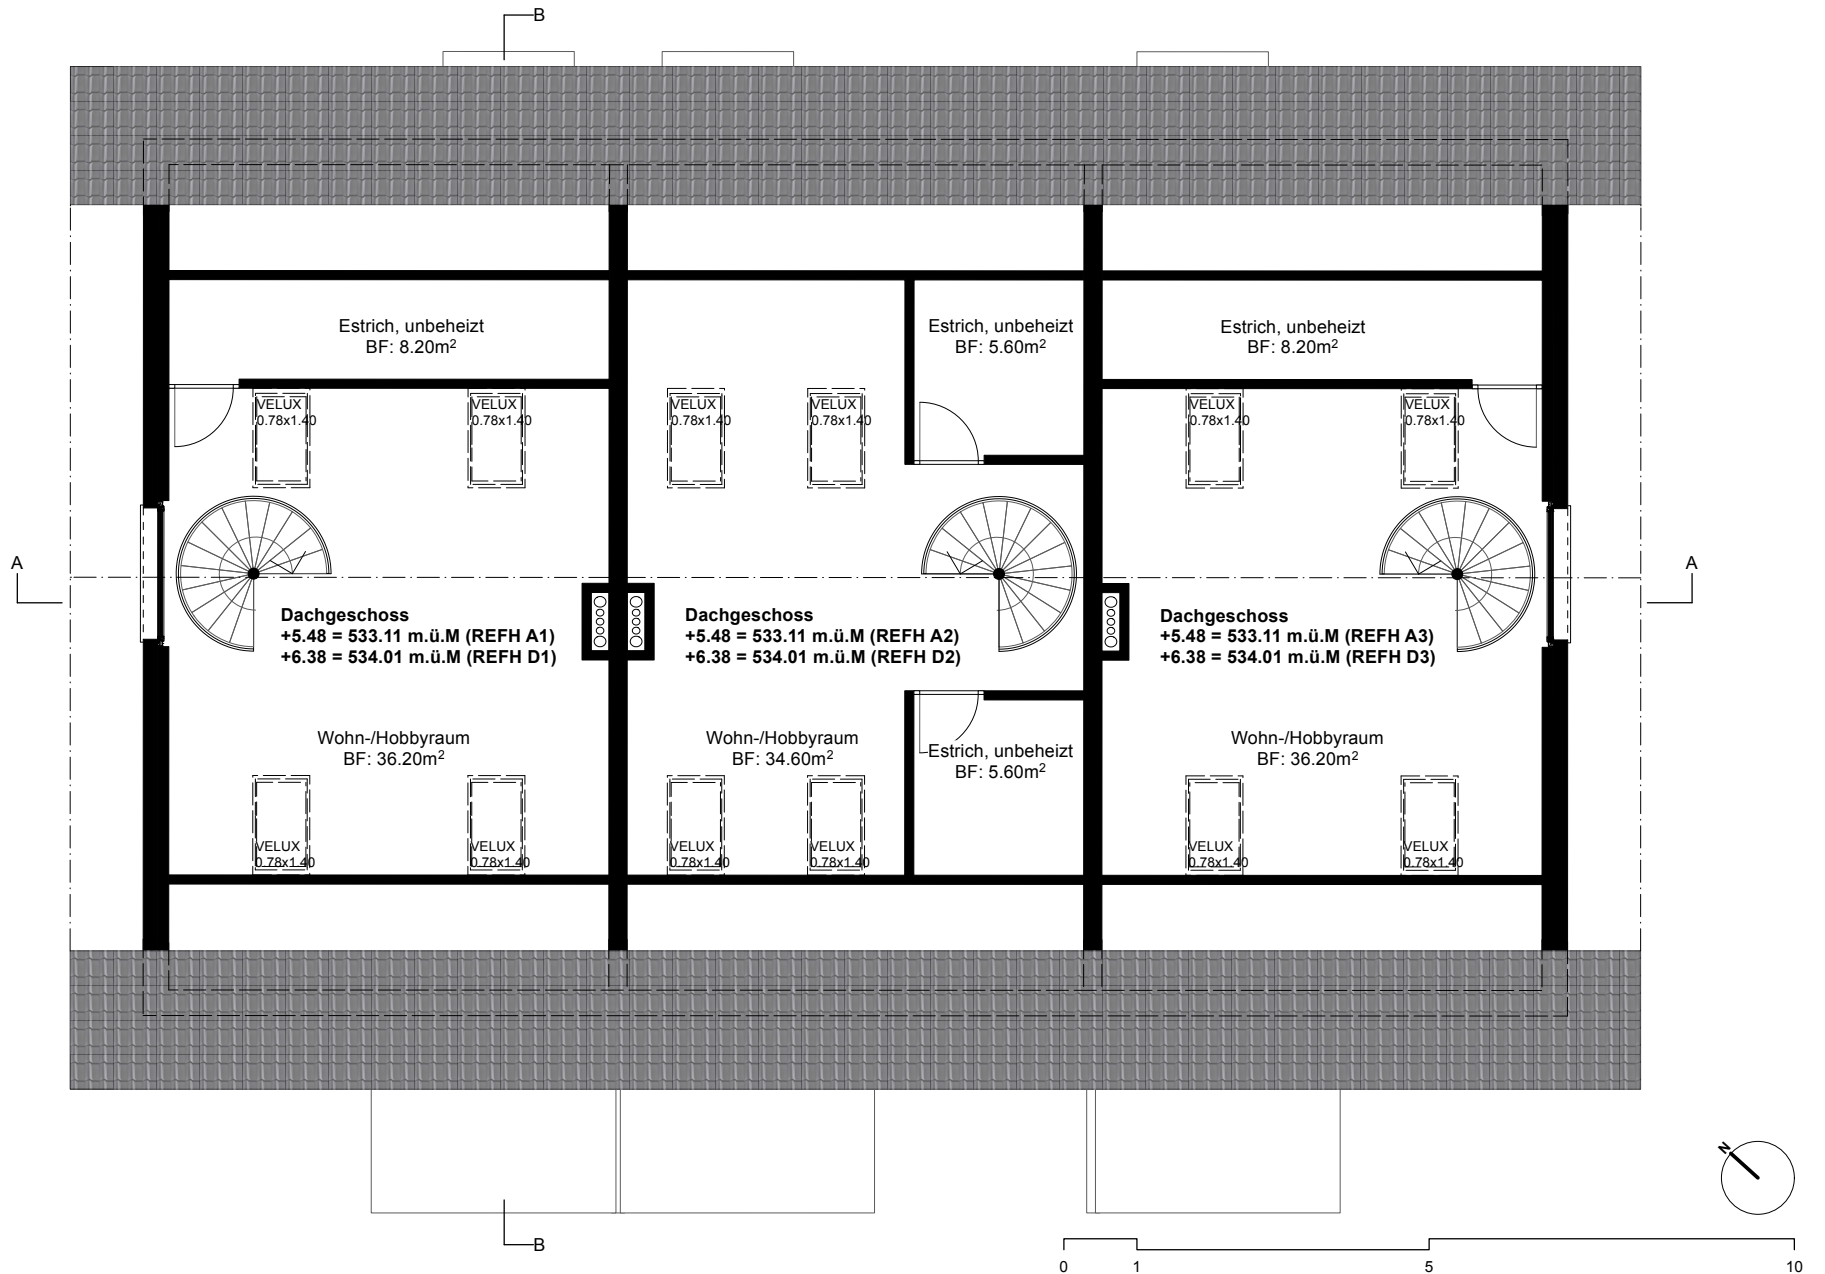 B
Estrich, unbeheizt
BF: 8.20m²
Estrich, unbeheizt
BF: 5.60m²
Estrich, unbeheizt
BF: 8.20m²
VELUX
0.78x1.40
VELUX
0.78x1.40
VELUX
0.78x1.40
VELUX
0.78x1.40
VELUX
0.78x1.40
VELUX
0.78x1.40
A
A
Dachgeschoss
+5.48 = 533.11 m.ü.M (REFH A1)
+6.38 = 534.01 m.ü.M (REFH D1)
Dachgeschoss
+5.48 = 533.11 m.ü.M (REFH A2)
+6.38 = 534.01 m.ü.M (REFH D2)
Dachgeschoss
+5.48 = 533.11 m.ü.M (REFH A3)
+6.38 = 534.01 m.ü.M (REFH D3)
Wohn-/Hobbyraum
BF: 36.20m²
Wohn-/Hobbyraum
BF: 34.60m²
Estrich, unbeheizt
BF: 5.60m²
Wohn-/Hobbyraum
BF: 36.20m²
VELUX
0.78x1.40
VELUX
0.78x1.40
VELUX
0.78x1.40
VELUX
0.78x1.40
VELUX
0.78x1.40
VELUX
0.78x1.40
N
B
0 1 5 10